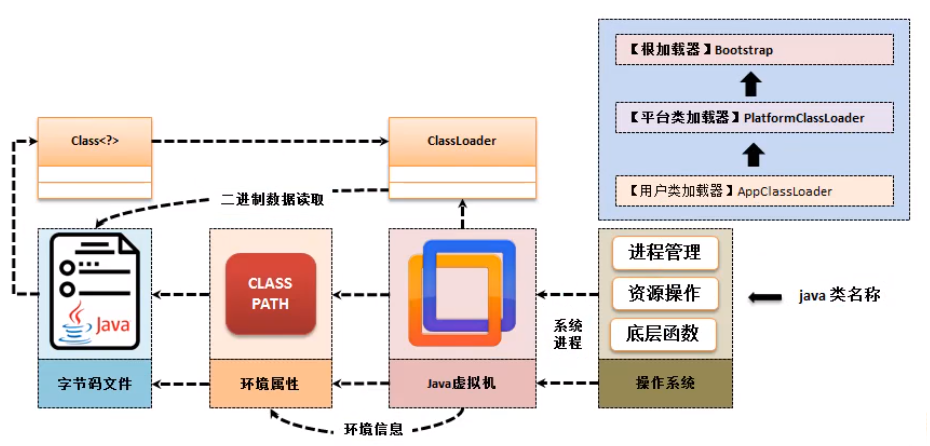 【根加载器】Bootstrap
【平台类加载器】PlatformClassLoader
【用户类加载器】AppClassLoader
Class<?>
ClassLoader
二进制数据读取
Java
CLASS
PATH
进程管理
资源操作
底层函数
系统
进程
java 类名称
字节码文件
环境属性
Java虚拟机
操作系统
环境信息